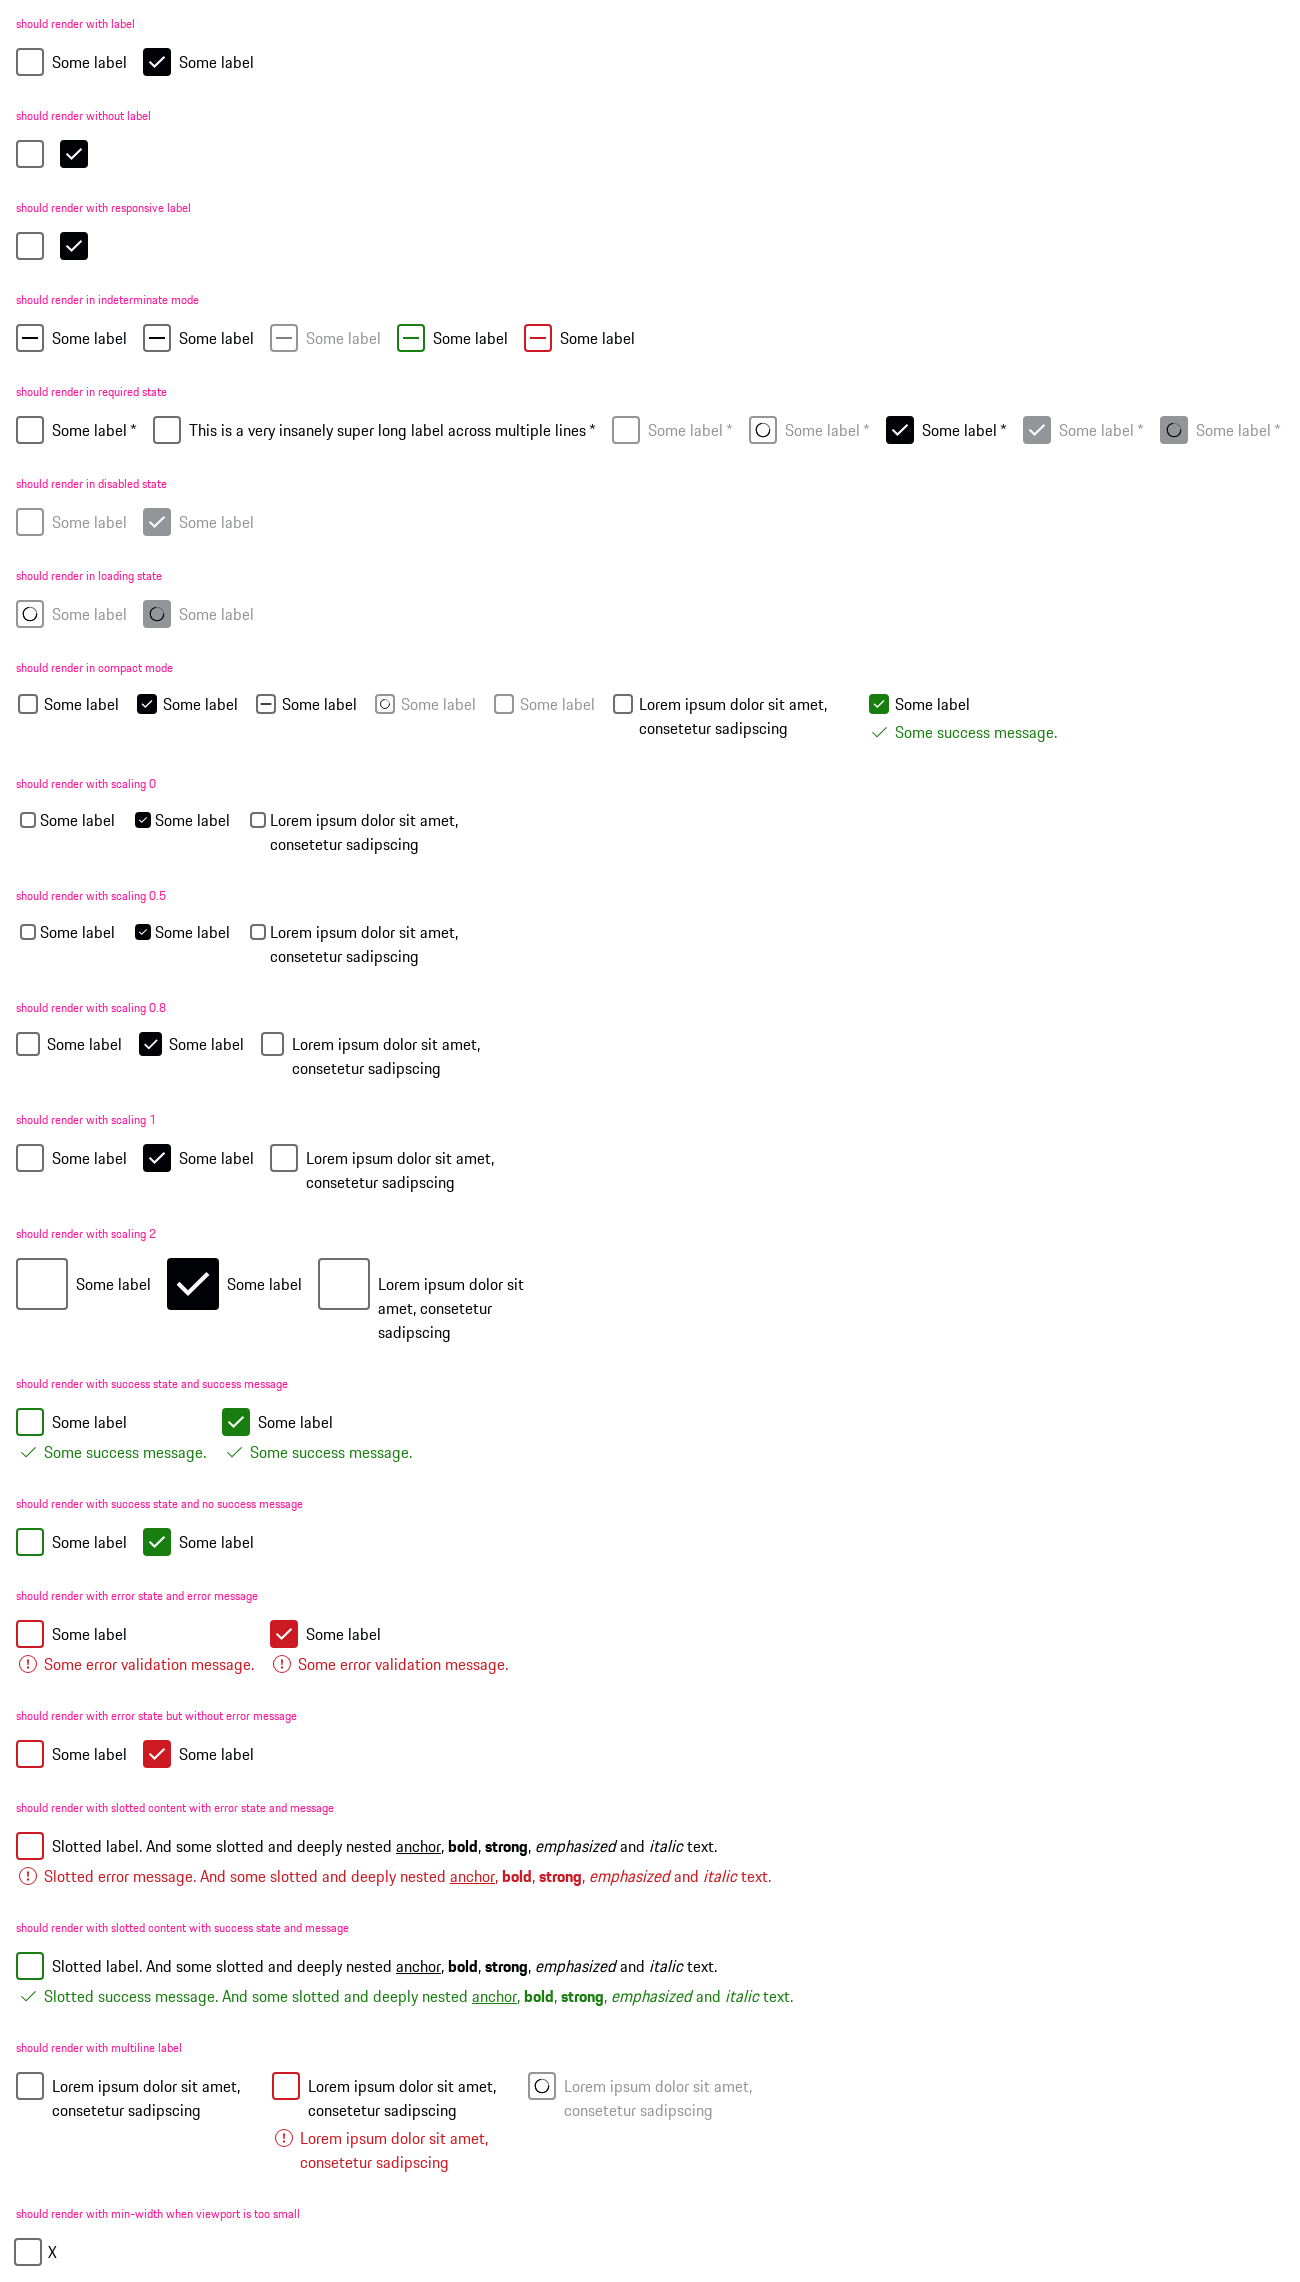 should render with label
Some label Some label
should render without label
should render with responsive label
should render in indeterminate mode
Some label Some label Some label Some label Some label
should render in required state
Some label * This is a very insanely super long label across multiple lines * Some label * Some label * Some label * Some label * Some label *
should render in disabled state
Some label Some label
should render in loading state
Some label Some label
should render in compact mode
Some label Some label Some label Some label Some label Lorem ipsum dolor sit amet, Some label
consetetur sadipscing Some success message.
should render with scaling 0
Some label Some label Lorem ipsum dolor sit amet,
consetetur sadipscing
should render with scaling 0.5
Some label Some label Lorem ipsum dolor sit amet,
consetetur sadipscing
should render with scaling 0.8
Some label Some label Lorem ipsum dolor sit amet,
consetetur sadipscing
should render with scaling 1
Some label Some label Lorem ipsum dolor sit amet,
consetetur sadipscing
should render with scaling 2
Some label Some label Lorem ipsum dolor sit
amet, consetetur
sadipscing
should render with success state and success message
Some label Some label
Some success message. Some success message.
should render with success state and no success message
Some label Some label
should render with error state and error message
Some label Some label
Some error validation message. Some error validation message.
should render with error state but without error message
Some label Some label
should render with slotted content with error state and message
Slotted label. And some slotted and deeply nested anchor, bold, strong, emphasized and italic text.
Slotted error message. And some slotted and deeply nested anchor, bold, strong, emphasized and italic text.
should render with slotted content with success state and message
Slotted label. And some slotted and deeply nested anchor, bold, strong, emphasized and italic text.
Slotted success message. And some slotted and deeply nested anchor, bold, strong, emphasized and italic text.
should render with multiline label
Lorem ipsum dolor sit amet, Lorem ipsum dolor sit amet, Lorem ipsum dolor sit amet,
consetetur sadipscing consetetur sadipscing consetetur sadipscing
Lorem ipsum dolor sit amet,
consetetur sadipscing
should render with min-width when viewport is too small
X